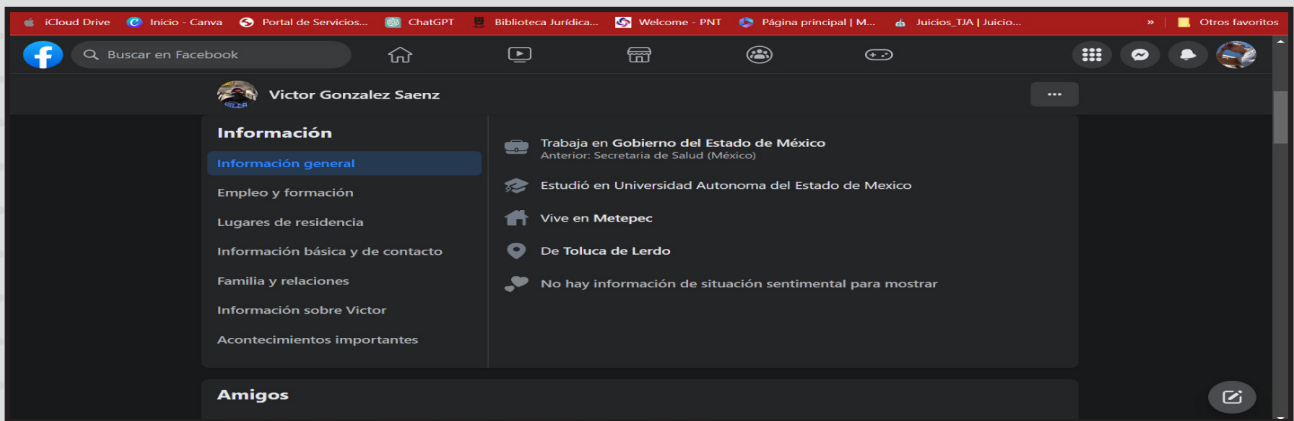 iCloud Drive Inicio - Canva Portal de Servicios... ChatGPT Biblioteca Jurídica... Welcome - PNT Página principal | M... Juicios_TJA | Juicio... » Otros favoritos
Buscar en Facebook
Victor Gonzalez Saenz
Información
Información general
Empleo y formación
Lugares de residencia
Información básica y de contacto
Familia y relaciones
Información sobre Victor
Acontecimientos importantes
Trabaja en Gobierno del Estado de México
Anterior: Secretaria de Salud (México)
Estudió en Universidad Autonoma del Estado de Mexico
Vive en Metepec
De Toluca de Lerdo
No hay información de situación sentimental para mostrar
Amigos